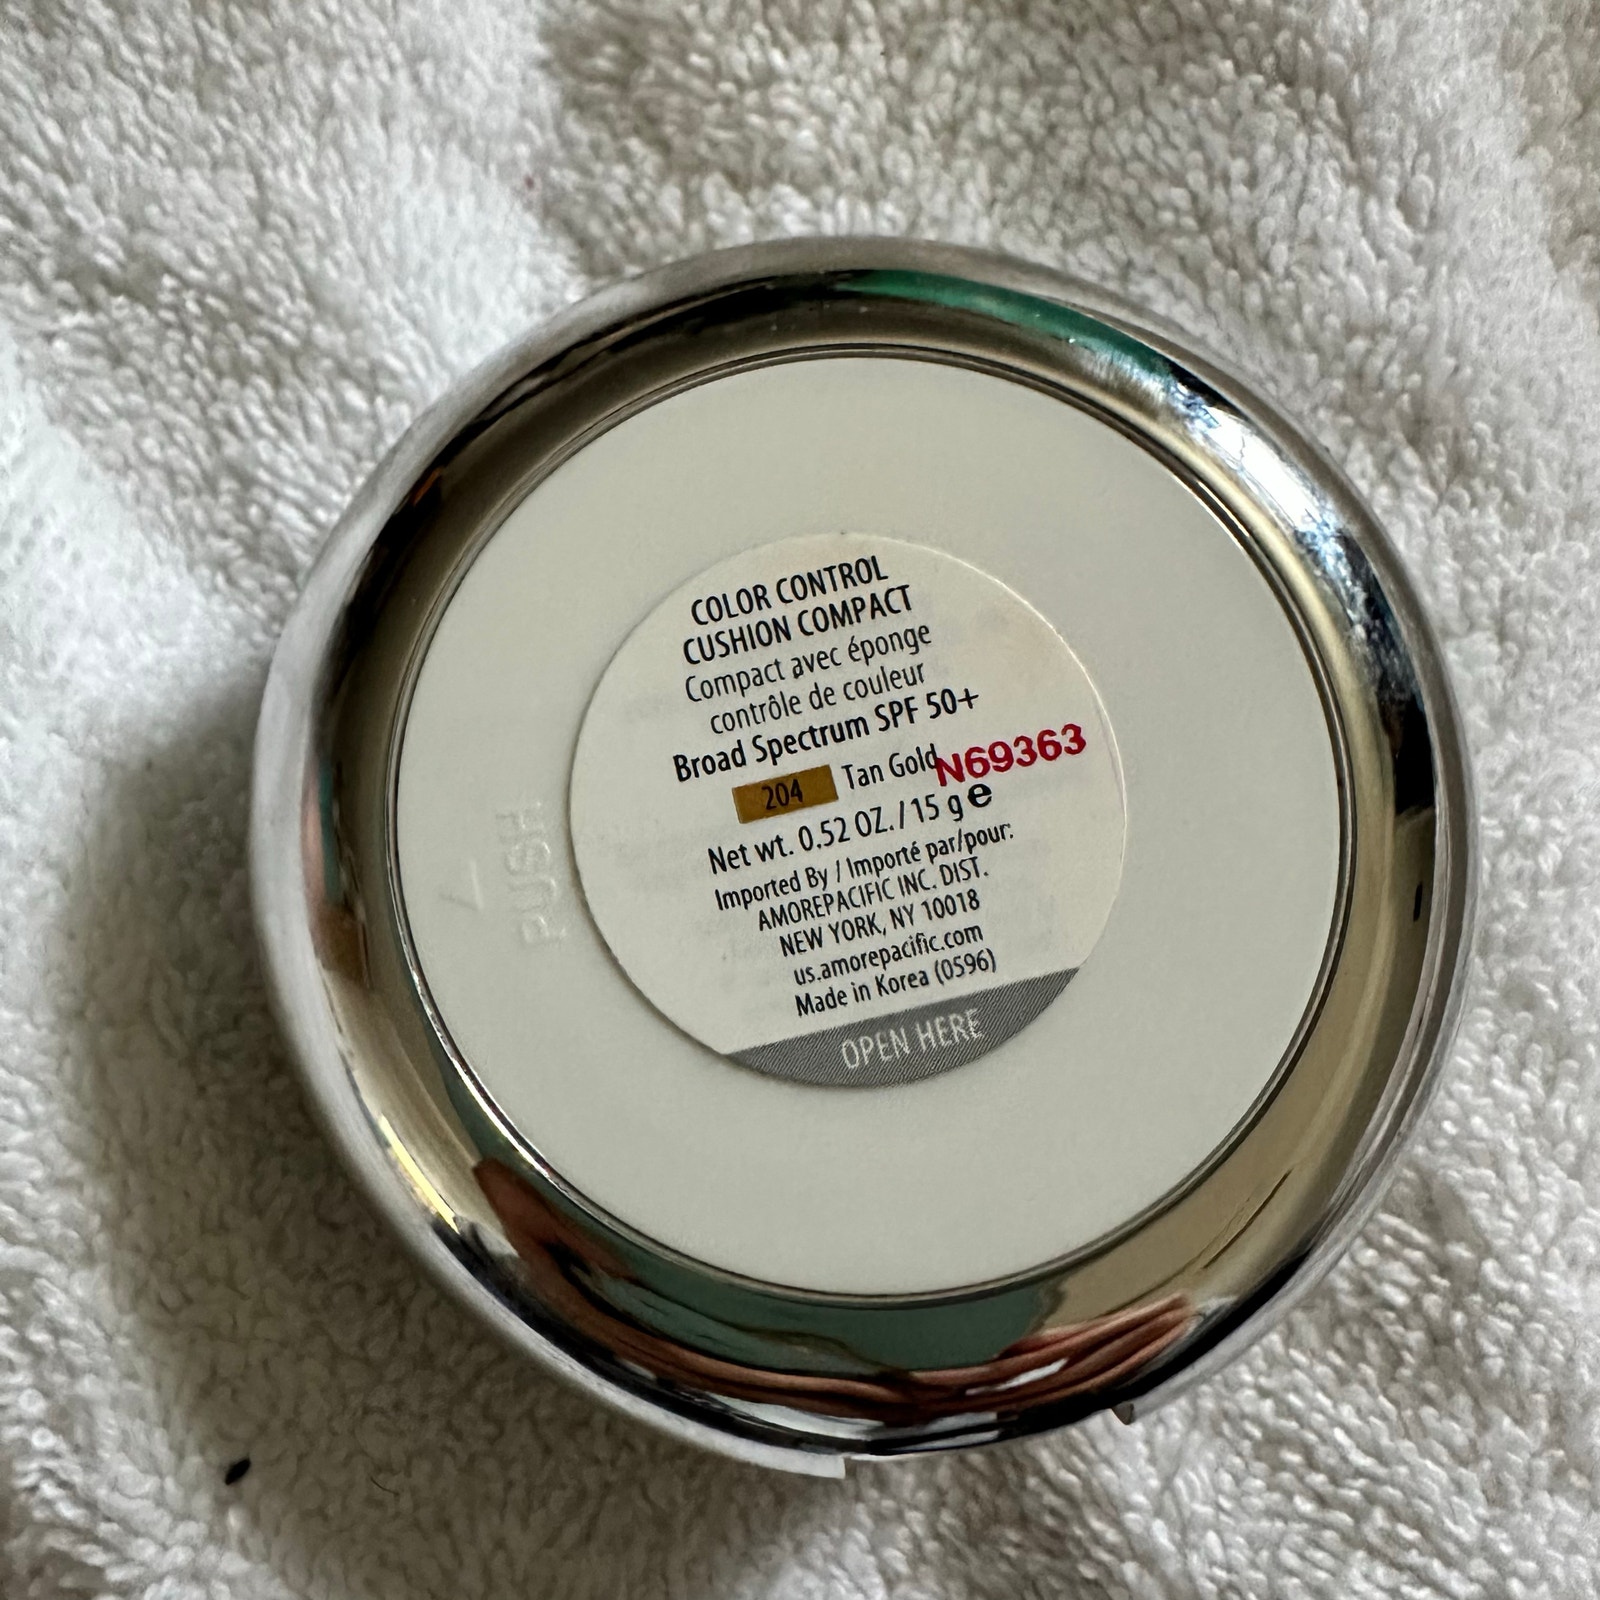 COLOR CONTROL
CUSHION COMPACT
Compact avec éponge
contrôle de couleur
Broad Spectrum SPF 50+
204 Tan Gold N69363
Net wt. 0.52 OZ. / 15 g e
Imported By / Importé par/pour:
AMOREPACIFIC INC. DIST.
NEW YORK, NY 10018
us.amorepacific.com
Made in Korea (0596)
OPEN HERE
PUSH